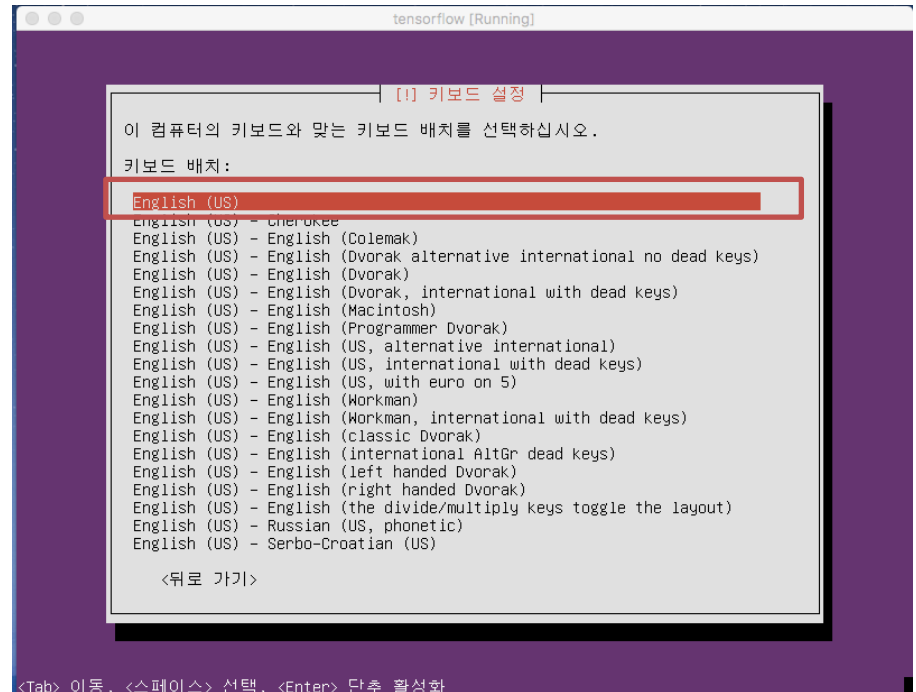 tensorflow [Running]
[!] 키보드 설정
이 컴퓨터의 키보드와 맞는 키보드 배치를 선택하십시오.
키보드 배치:
English (US)
English (US) - Cherokee
English (US) - English (Colemak)
English (US) - English (Dvorak alternative international no dead keys)
English (US) - English (Dvorak)
English (US) - English (Dvorak, international with dead keys)
English (US) - English (Macintosh)
English (US) - English (Programmer Dvorak)
English (US) - English (US, alternative international)
English (US) - English (US, international with dead keys)
English (US) - English (US, with euro on 5)
English (US) - English (Workman)
English (US) - English (Workman, international with dead keys)
English (US) - English (classic Dvorak)
English (US) - English (international AltGr dead keys)
English (US) - English (left handed Dvorak)
English (US) - English (right handed Dvorak)
English (US) - English (the divide/multiply keys toggle the layout)
English (US) - Russian (US, phonetic)
English (US) - Serbo-Croatian (US)
<뒤로 가기>
<Tab> 이동, <스페이스> 선택, <Enter> 단추 활성화